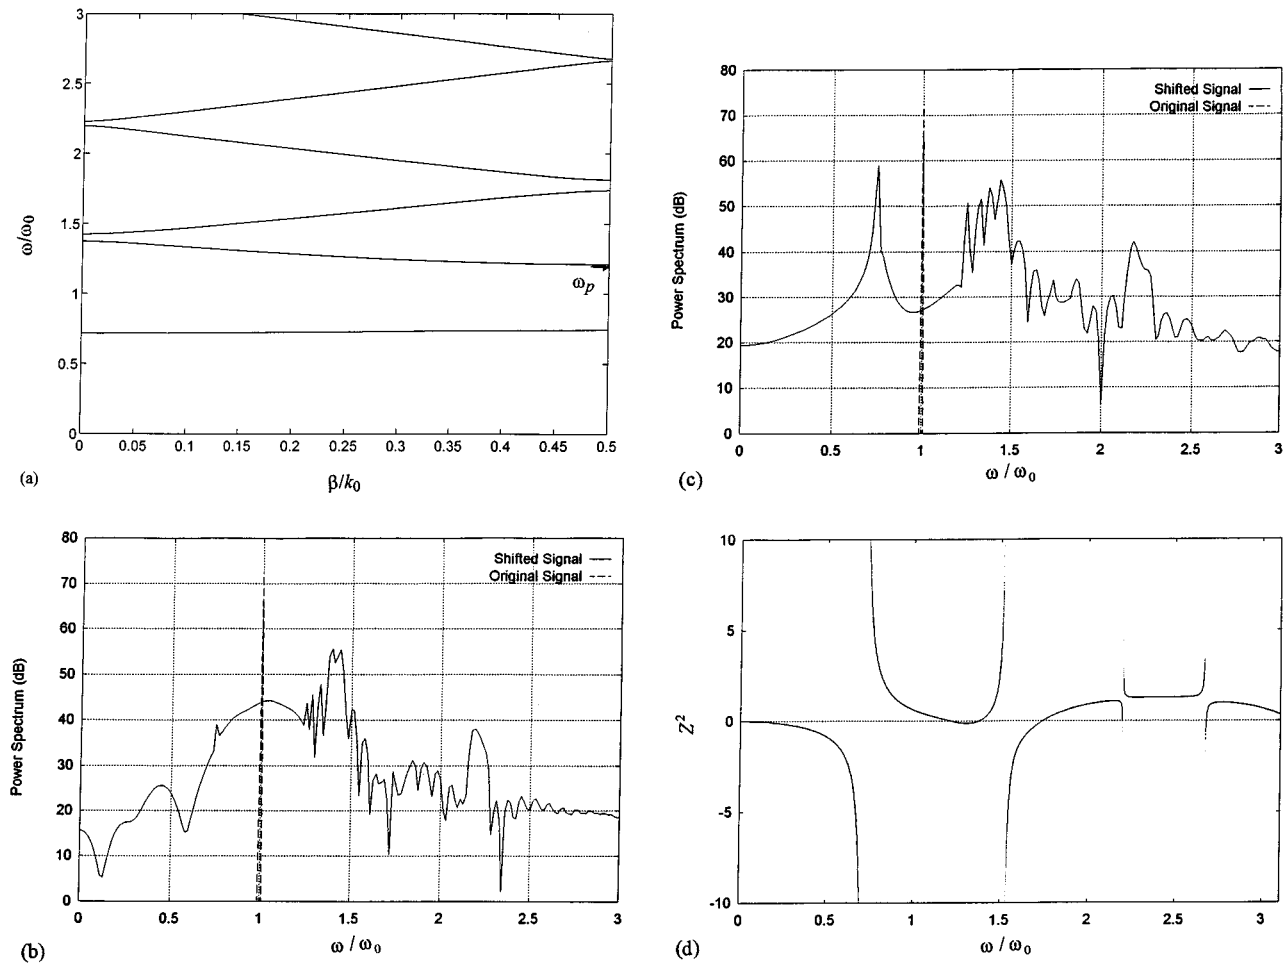 3
2.5
2
1.5
1
0.5
0
ω/ω0
ωp
0 0.05 0.1 0.15 0.2 0.25 0.3 0.35 0.4 0.45 0.5
(a)
β/k0
80
70
60
50
40
30
20
10
0
Power Spectrum (dB)
Shifted Signal
Original Signal
0 0.5 1 1.5 2 2.5 3
(c)
ω / ω0
80
70
60
50
40
30
20
10
0
Power Spectrum (dB)
Shifted Signal
Original Signal
0 0.5 1 1.5 2 2.5 3
(b)
ω / ω0
10
5
0
-5
-10
Z2
0 0.5 1 1.5 2 2.5 3
(d)
ω / ω0